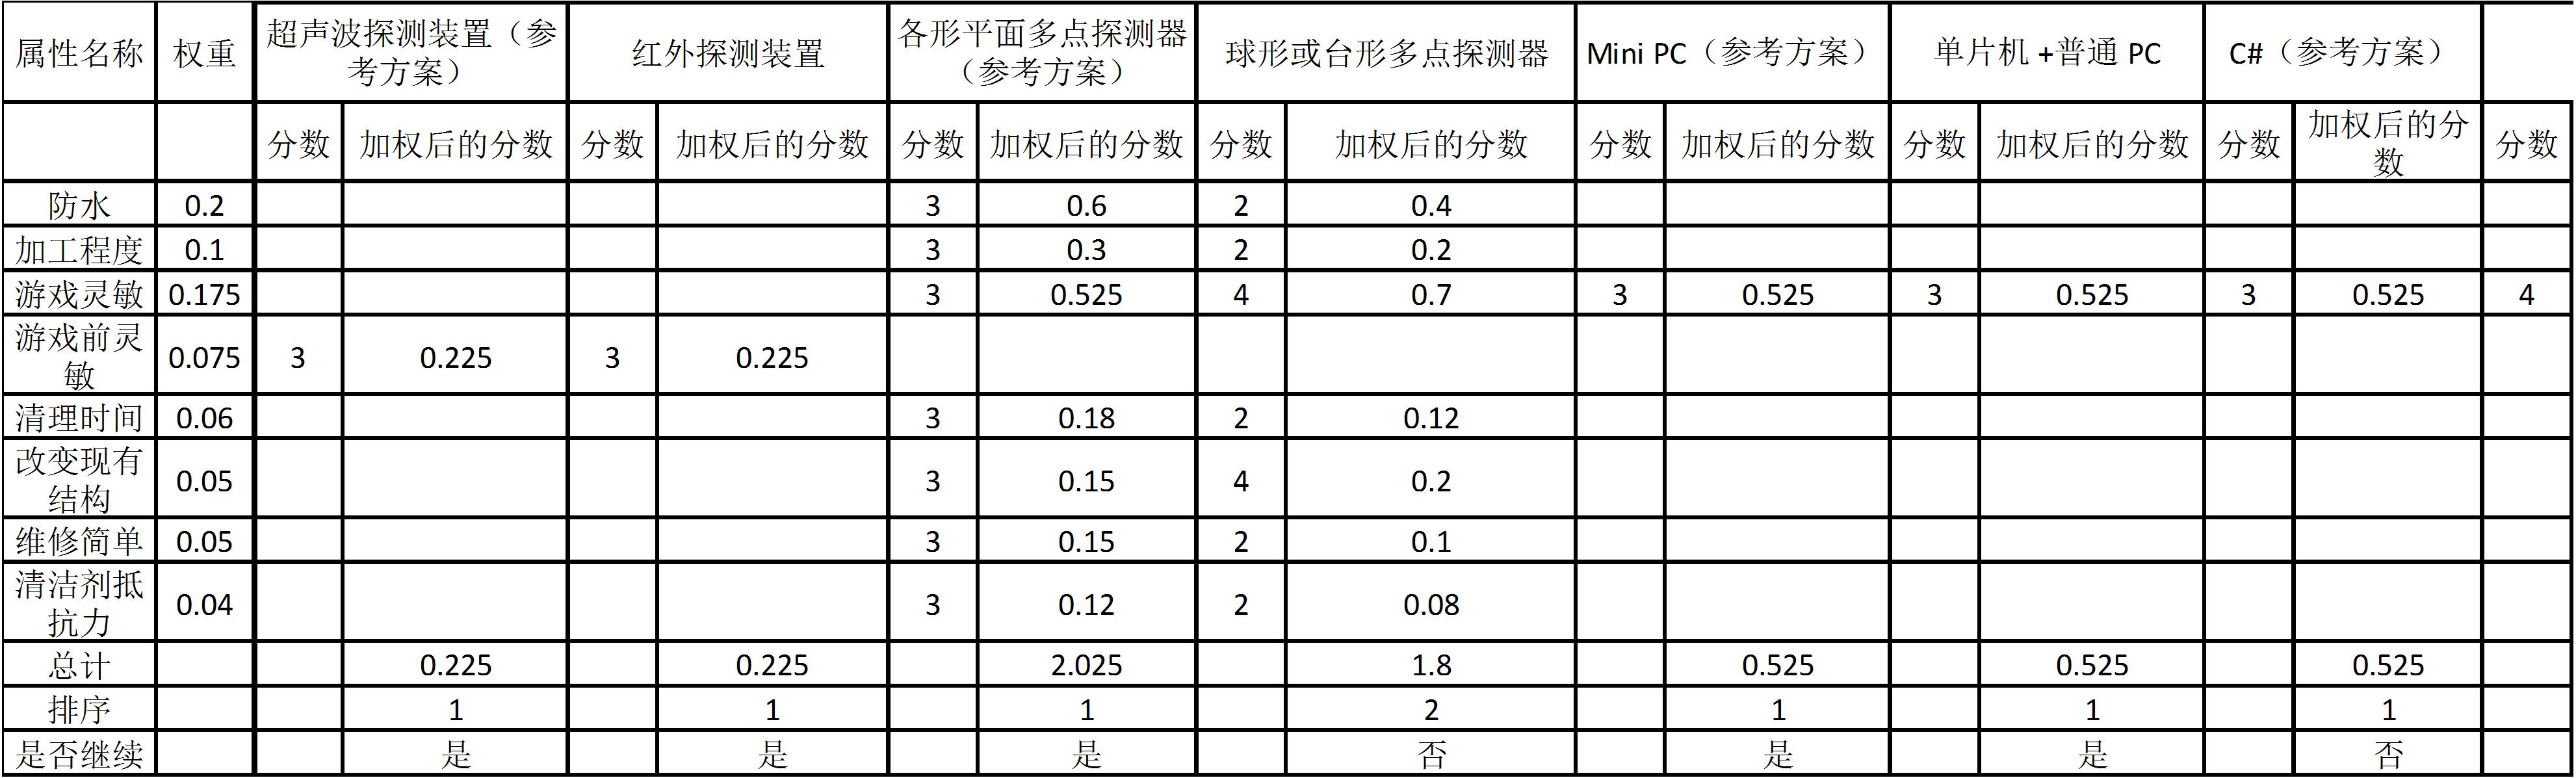 属性名称 权重 超声波探测装置（参考方案） 红外探测装置 各形平面多点探测器（参考方案） 球形或台形多点探测器 Mini PC（参考方案） 单片机+普通PC C#（参考方案）
分数 加权后的分数 分数 加权后的分数 分数 加权后的分数 分数 加权后的分数 分数 加权后的分数 分数 加权后的分数 分数 加权后的分数 分数
防水 0.2 3 0.6 2 0.4
加工程度 0.1 3 0.3 2 0.2
游戏灵敏 0.175 3 0.525 4 0.7 3 0.525 3 0.525 3 0.525 4
游戏前灵敏 0.075 3 0.225 3 0.225
清理时间 0.06 3 0.18 2 0.12
改变现有结构 0.05 3 0.15 4 0.2
维修简单 0.05 3 0.15 2 0.1
清洁剂抵抗力 0.04 3 0.12 2 0.08
总计 0.225 0.225 2.025 1.8 0.525 0.525 0.525
排序 1 1 1 2 1 1 1
是否继续 是 是 是 否 是 是 否